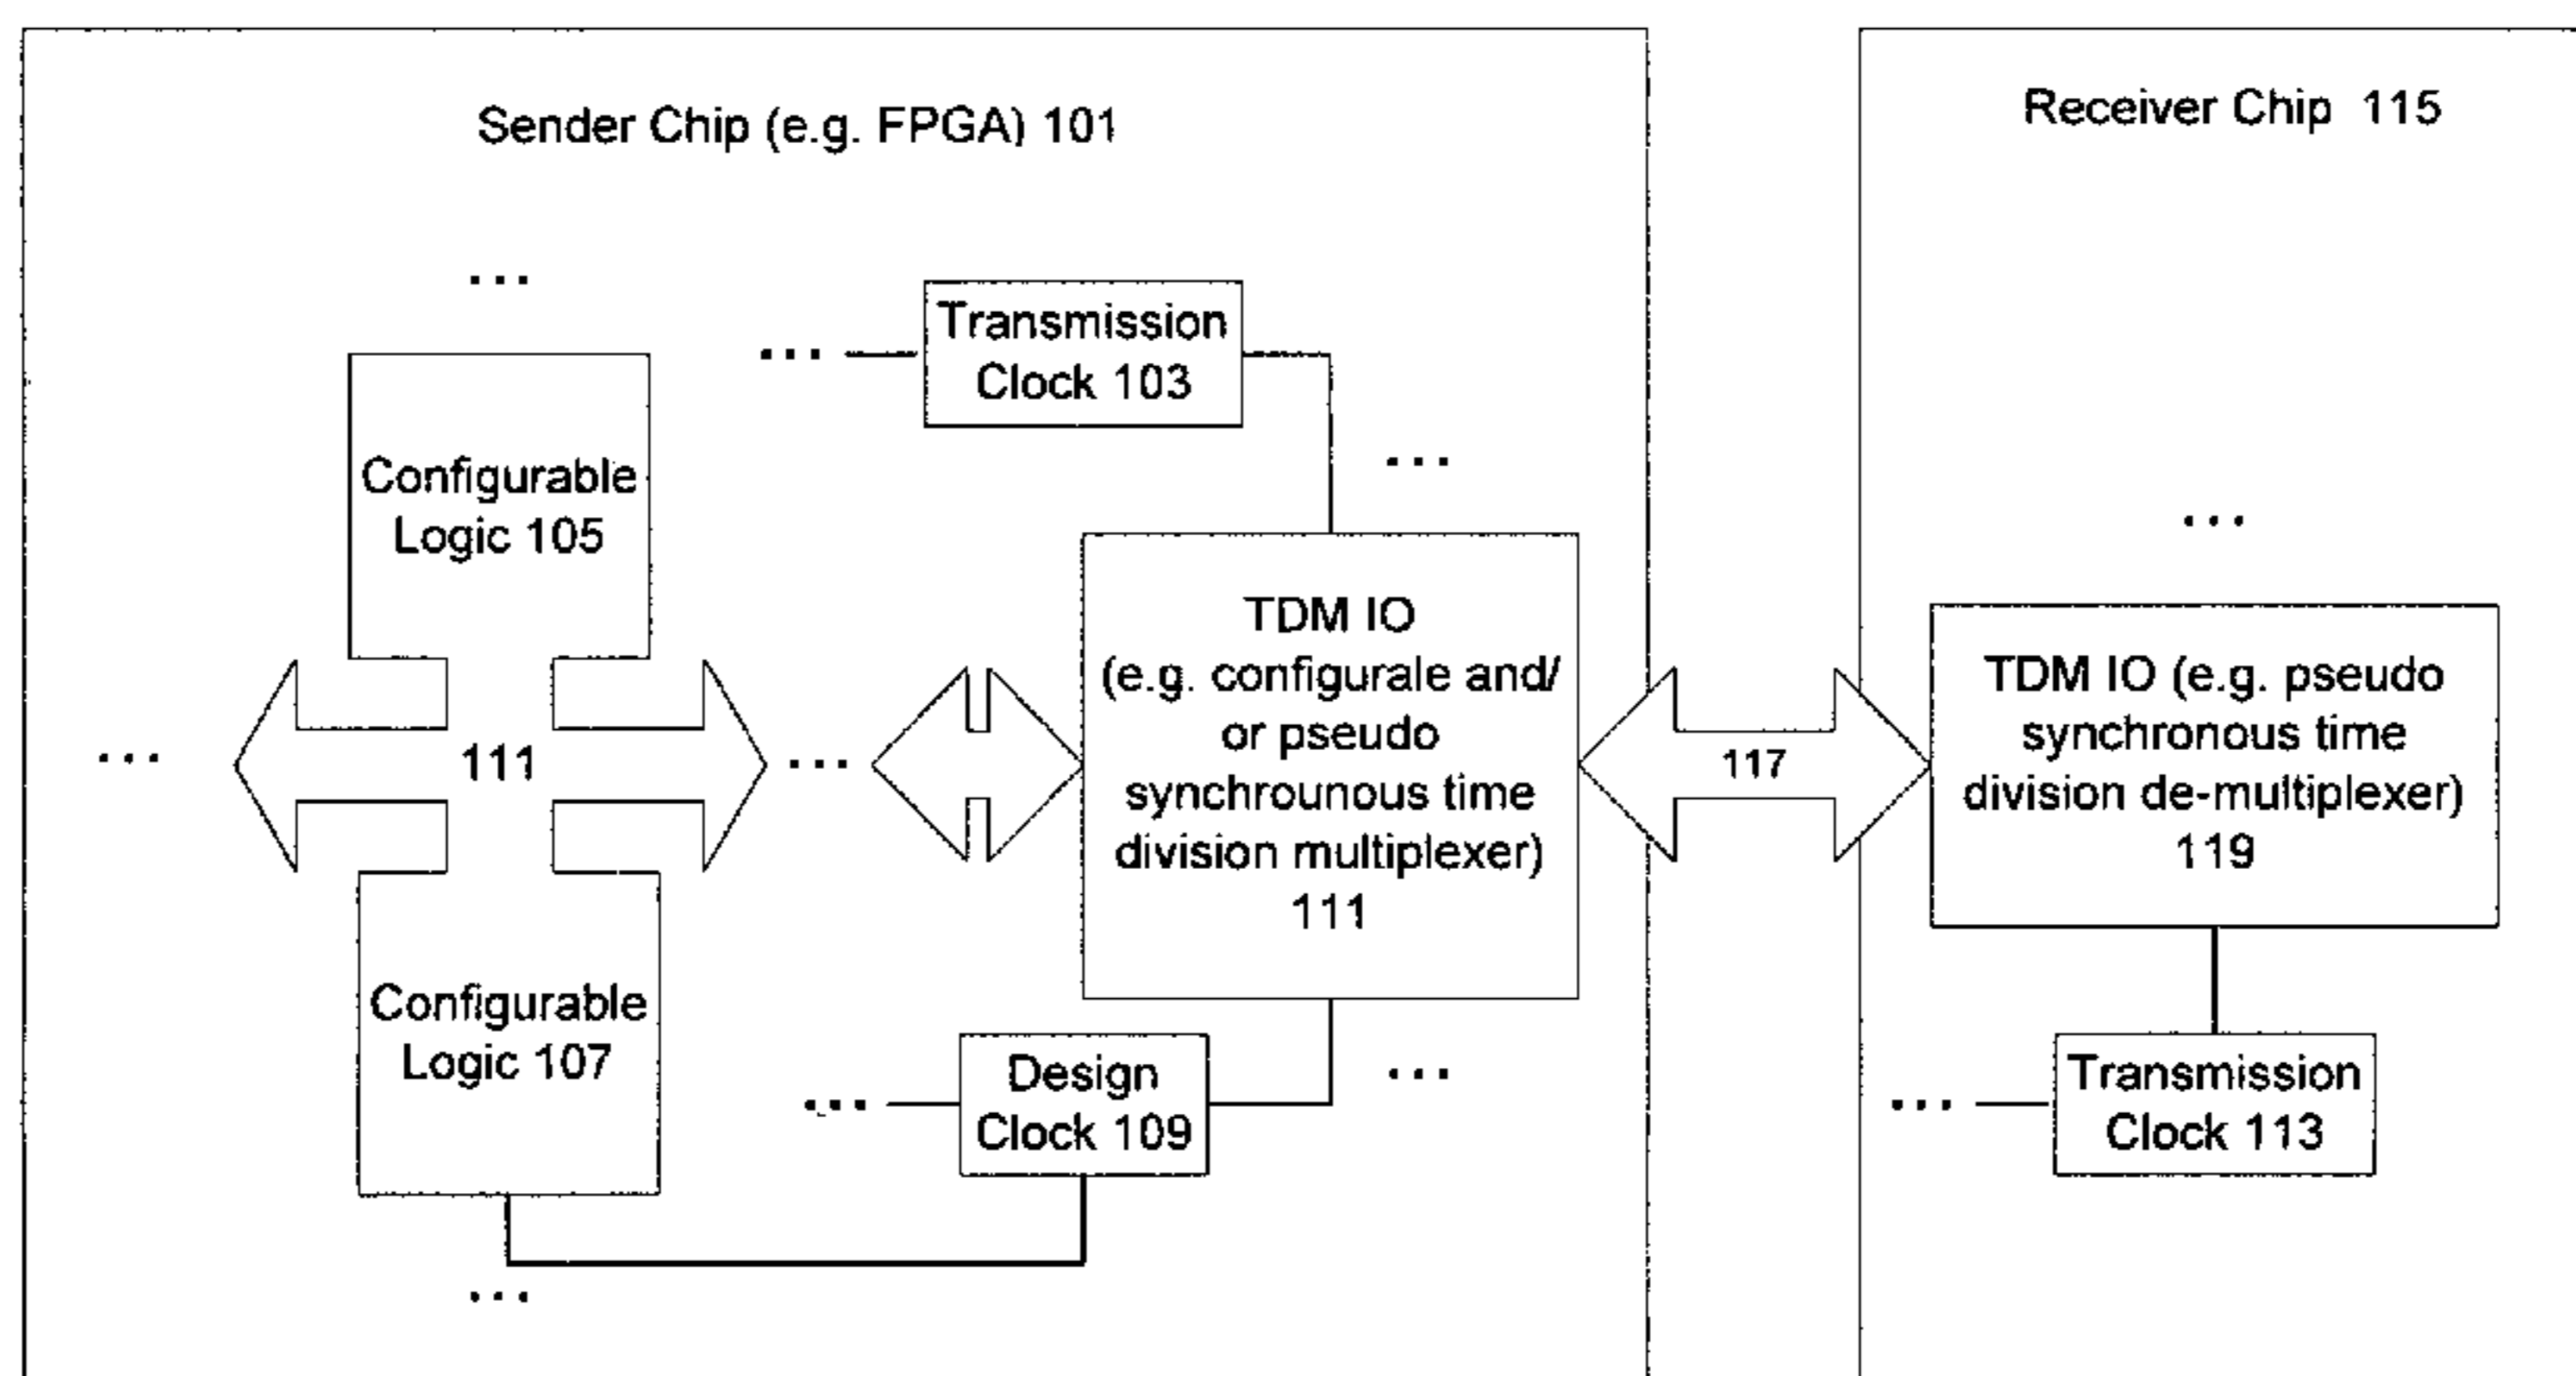 Sender Chip (e.g. FPGA) 101
Receiver Chip 115
...
...
Transmission
Clock 103
...
Configurable
Logic 105
...
111
...
TDM IO
(e.g. configurale and/
or pseudo
synchrounous time
division multiplexer)
111
117
...
TDM IO (e.g. pseudo
synchronous time
division de-multiplexer)
119
Configurable
Logic 107
...
...
Design
Clock 109
...
...
Transmission
Clock 113